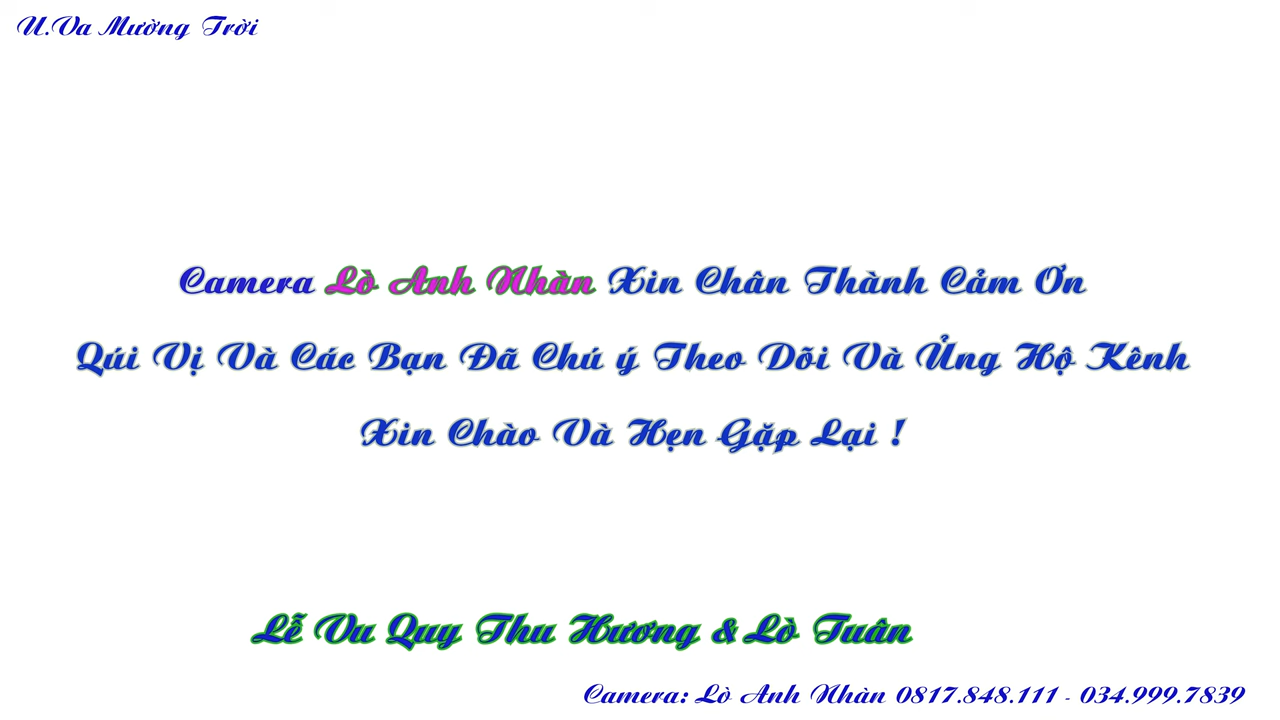 U.Va Mường Trời
Camera Lò Anh Nhàn Xin Chân Thành Cảm Ơn
Qúi Vị Và Các Bạn Đã Chú ý Theo Dõi Và Ủng Hộ Kênh
Xin Chào Và Hẹn Gặp Lại !
Lễ Vu Quy Thu Hương & Lò Tuân
Camera: Lò Anh Nhàn 0817.848.111 - 034.999.7839